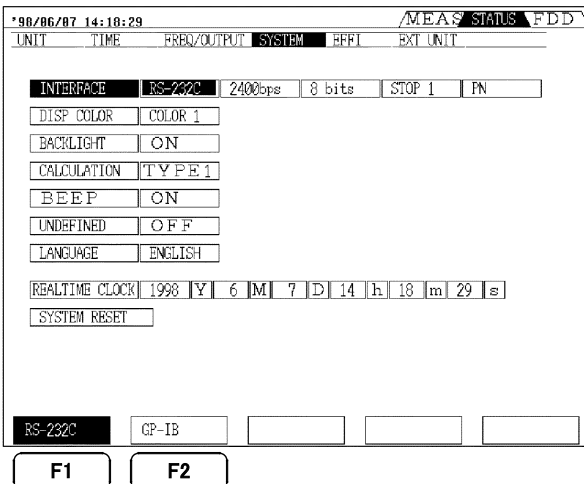 '98/06/07 14:18:29 MEAS STATUS FDD
UNIT TIME FREQ/OUTPUT SYSTEM EFFI EXT UNIT
INTERFACE RS-232C 2400bps 8 bits STOP 1 PN
DISP COLOR COLOR 1
BACKLIGHT ON
CALCULATION TYPE1
BEEP ON
UNDEFINED OFF
LANGUAGE ENGLISH
REALTIME CLOCK 1998 Y 6 M 7 D 14 h 18 m 29 s
SYSTEM RESET
RS-232C GP-IB
F1 F2